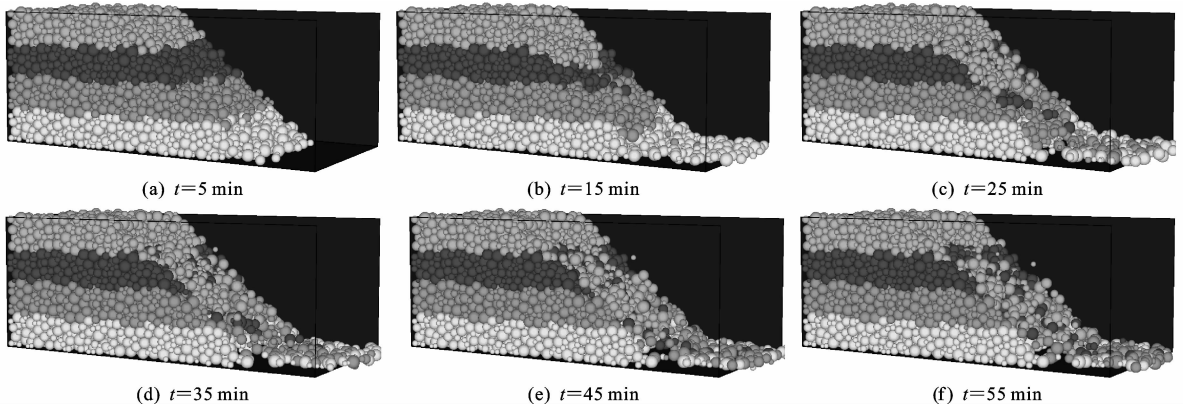 (a) t=5 min
(b) t=15 min
(c) t=25 min
(d) t=35 min
(e) t=45 min
(f) t=55 min